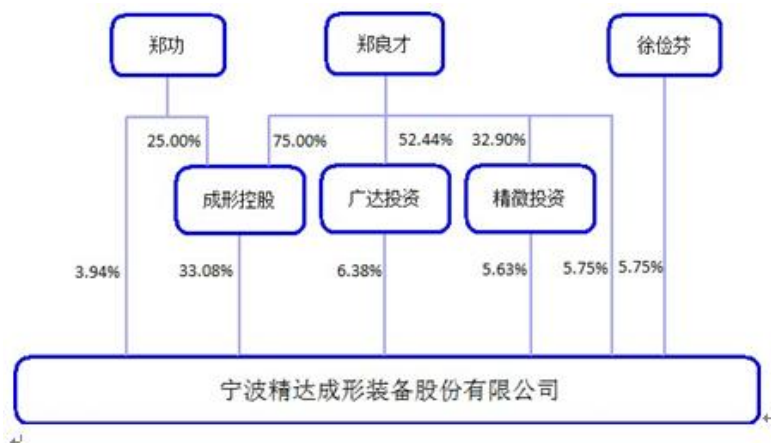 郑功
郑良才
徐俭芬
25.00%
75.00%
52.44%
32.90%
成形控股
广达投资
精微投资
3.94%
33.08%
6.38%
5.63%
5.75%
5.75%
宁波精达成形装备股份有限公司